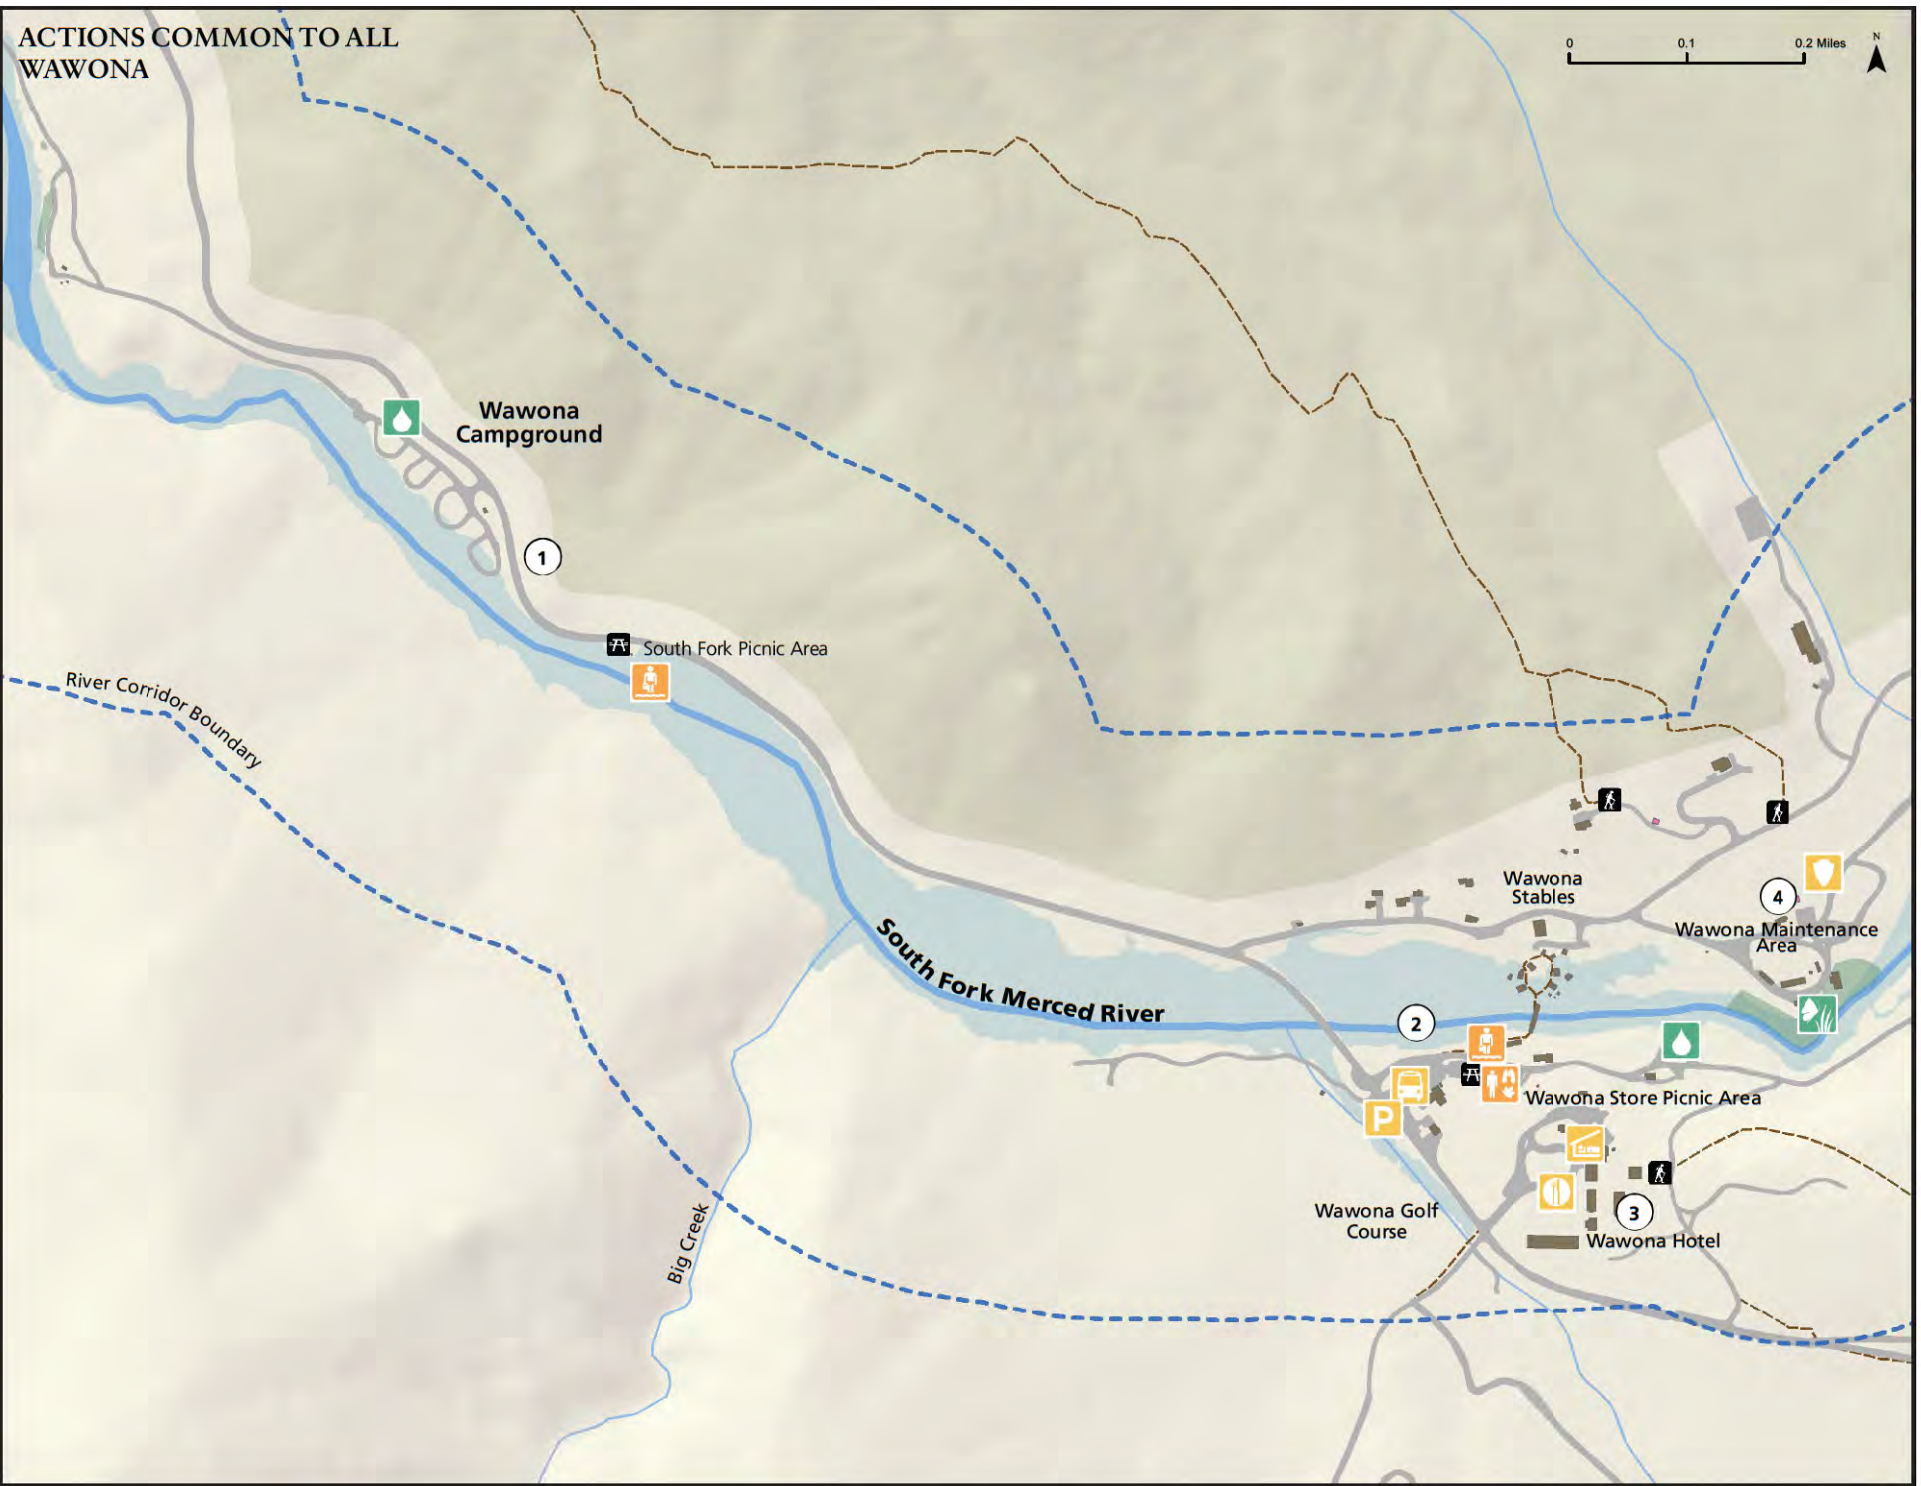 ACTIONS COMMON TO ALL
WAWONA
0 0.1 0.2 Miles
N
Wawona
Campground
1
South Fork Picnic Area
River Corridor Boundary
Wawona
Stables
4
Wawona Maintenance
Area
South Fork Merced River
2
P
Wawona Store Picnic Area
Wawona Golf
Course
3
Wawona Hotel
Big Creek